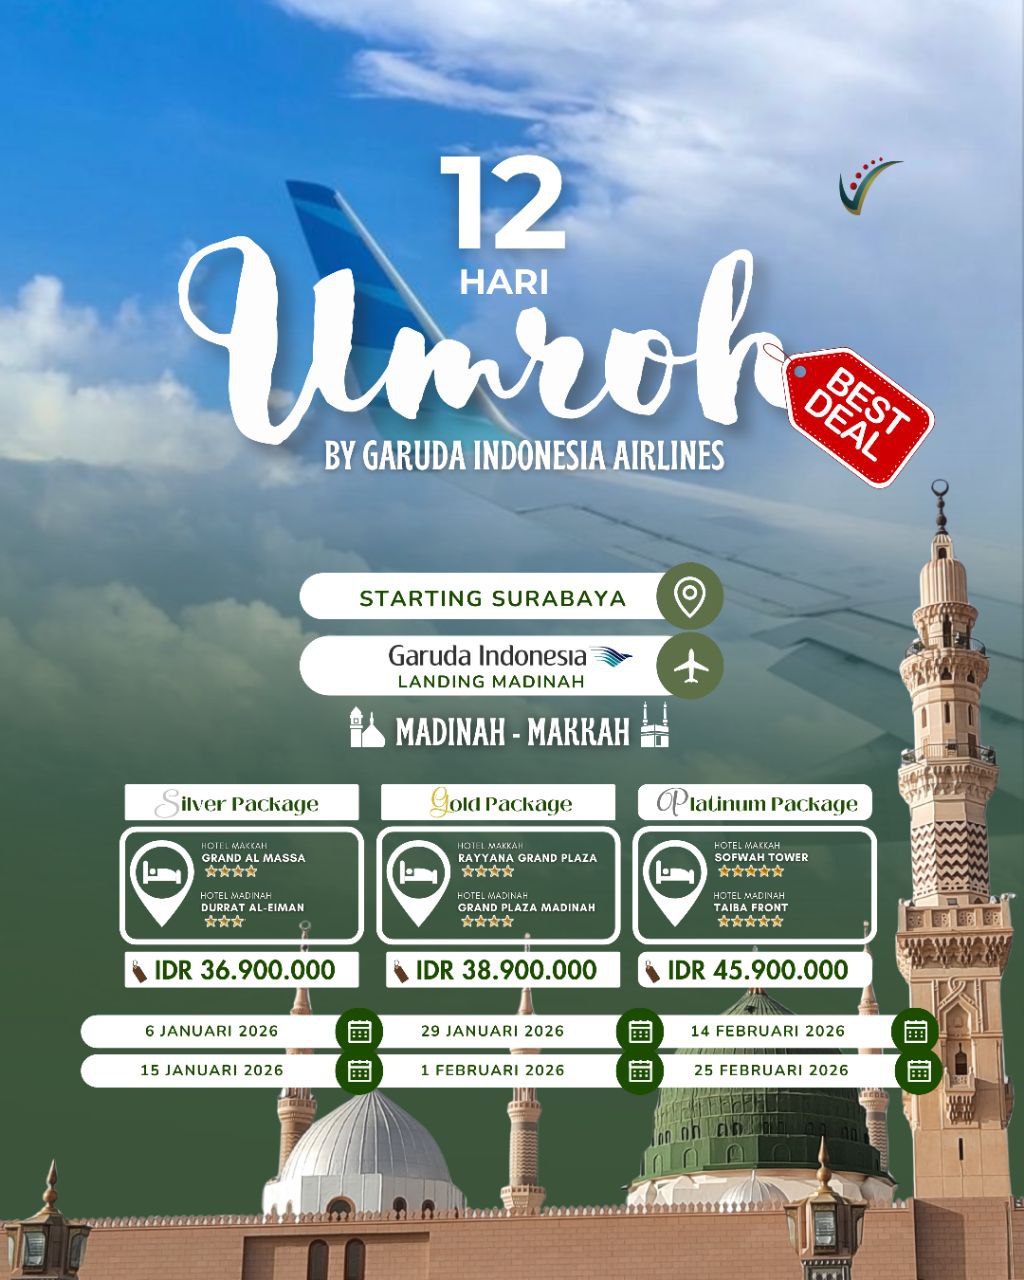 12
HARI
Umroh
BEST
DEAL
BY GARUDA INDONESIA AIRLINES
STARTING SURABAYA
Garuda Indonesia
LANDING MADINAH
MADINAH - MAKKAH
Silver Package
HOTEL MAKKAH
GRAND AL MASSA
HOTEL MADINAH
DURRAT AL-EIMAN
IDR 36.900.000
Gold Package
HOTEL MAKKAH
RAYYANA GRAND PLAZA
HOTEL MADINAH
GRAND PLAZA MADINAH
IDR 38.900.000
Platinum Package
HOTEL MAKKAH
SOFWAH TOWER
HOTEL MADINAH
TAIBA FRONT
IDR 45.900.000
6 JANUARI 2026
29 JANUARI 2026
14 FEBRUARI 2026
15 JANUARI 2026
1 FEBRUARI 2026
25 FEBRUARI 2026